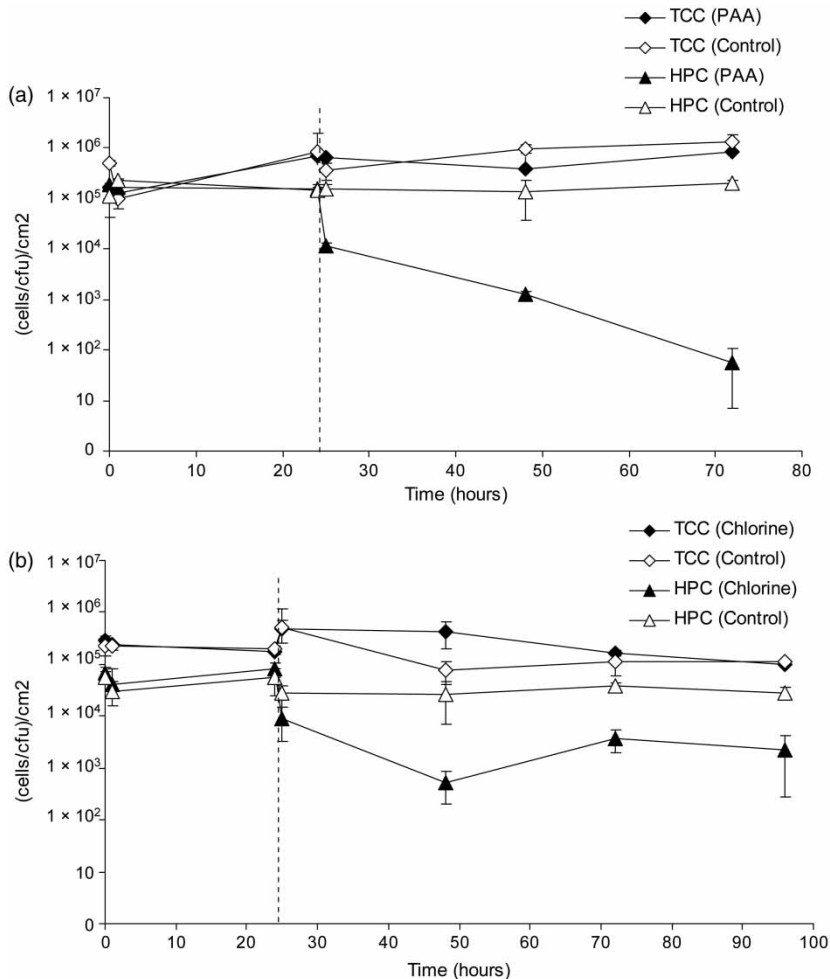 TCC (PAA)
TCC (Control)
HPC (PAA)
HPC (Control)
(a)
1 × 10⁷
1 × 10⁶
1 × 10⁵
1 × 10⁴
1 × 10³
1 × 10²
10
0
(cells/cfu)/cm2
0 10 20 30 40 50 60 70 80
Time (hours)
TCC (Chlorine)
TCC (Control)
HPC (Chlorine)
HPC (Control)
(b)
1 × 10⁷
1 × 10⁶
1 × 10⁵
1 × 10⁴
1 × 10³
1 × 10²
10
0
(cells/cfu)/cm2
0 10 20 30 40 50 60 70 80 90 100
Time (hours)